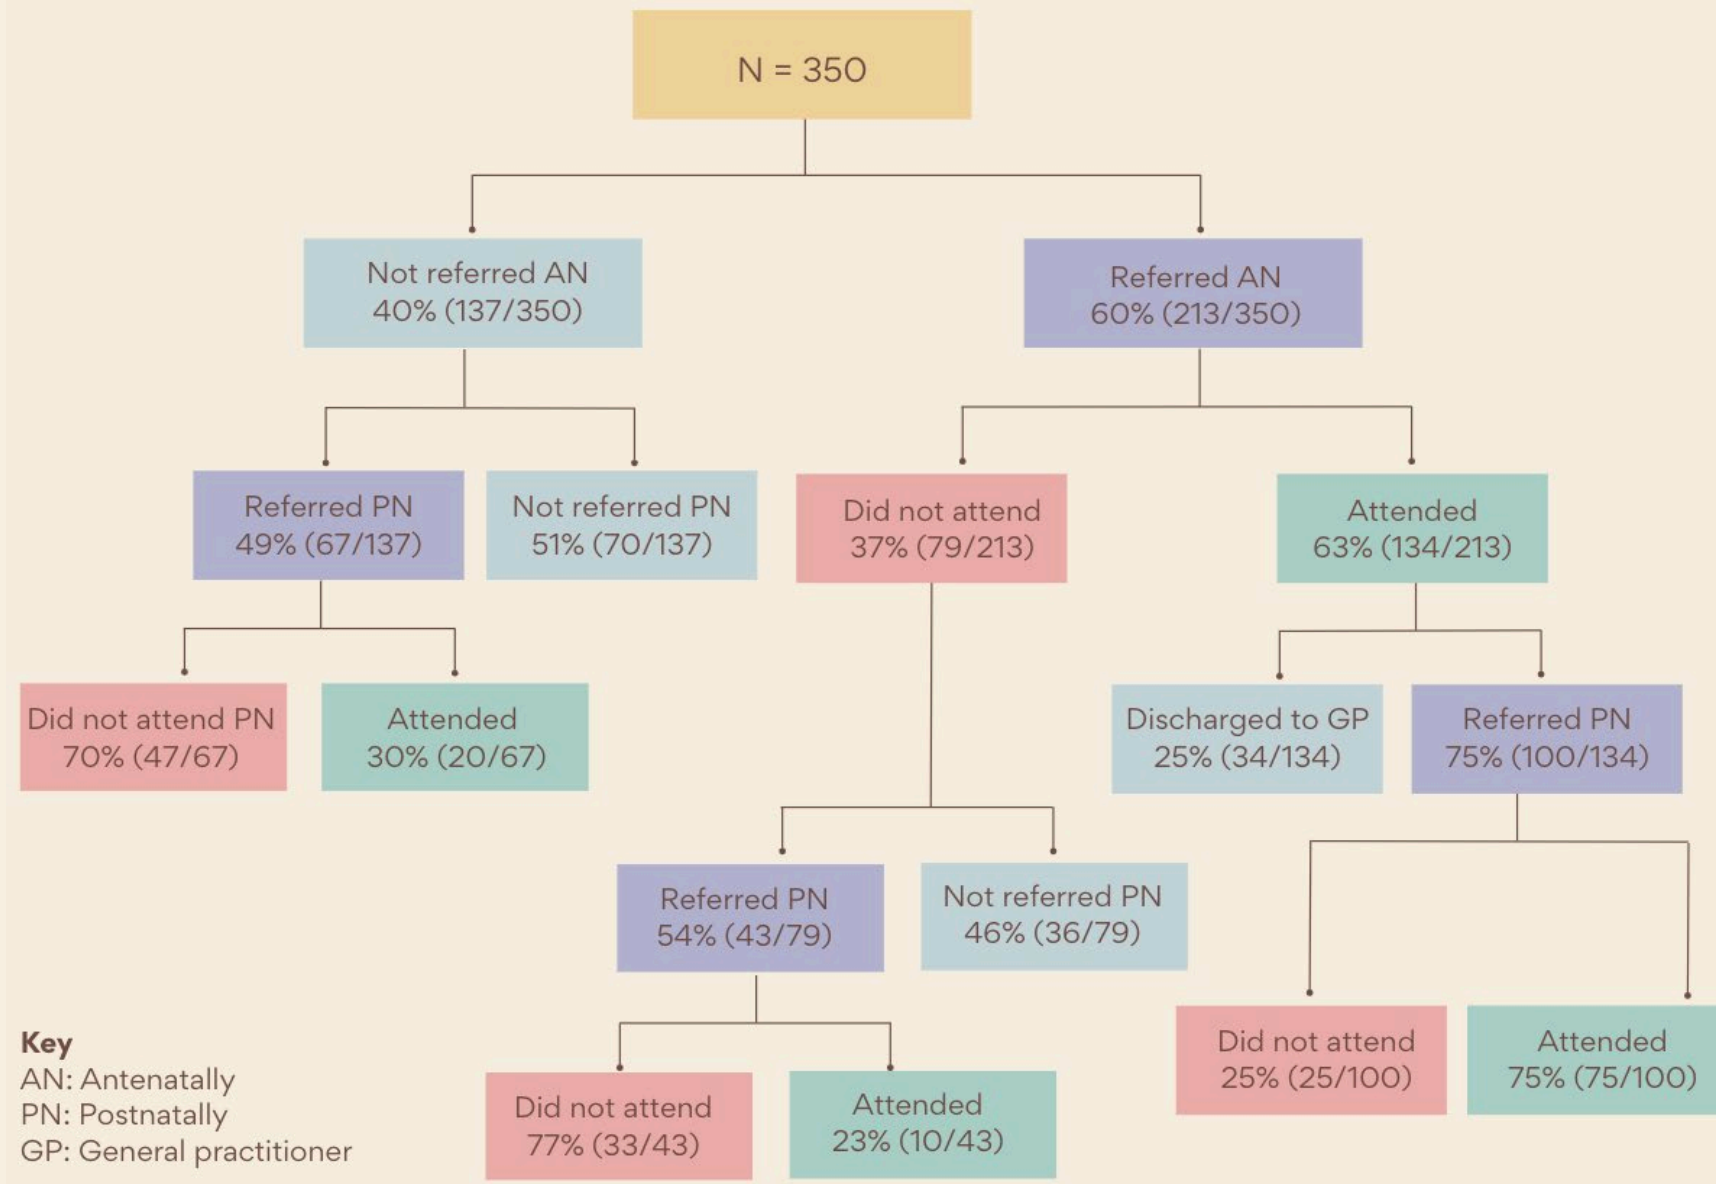 N = 350
Not referred AN
40% (137/350)
Referred AN
60% (213/350)
Referred PN
49% (67/137)
Not referred PN
51% (70/137)
Did not attend
37% (79/213)
Attended
63% (134/213)
Did not attend PN
70% (47/67)
Attended
30% (20/67)
Discharged to GP
25% (34/134)
Referred PN
75% (100/134)
Referred PN
54% (43/79)
Not referred PN
46% (36/79)
Did not attend
25% (25/100)
Attended
75% (75/100)
Did not attend
77% (33/43)
Attended
23% (10/43)
Key
AN: Antenatally
PN: Postnatally
GP: General practitioner